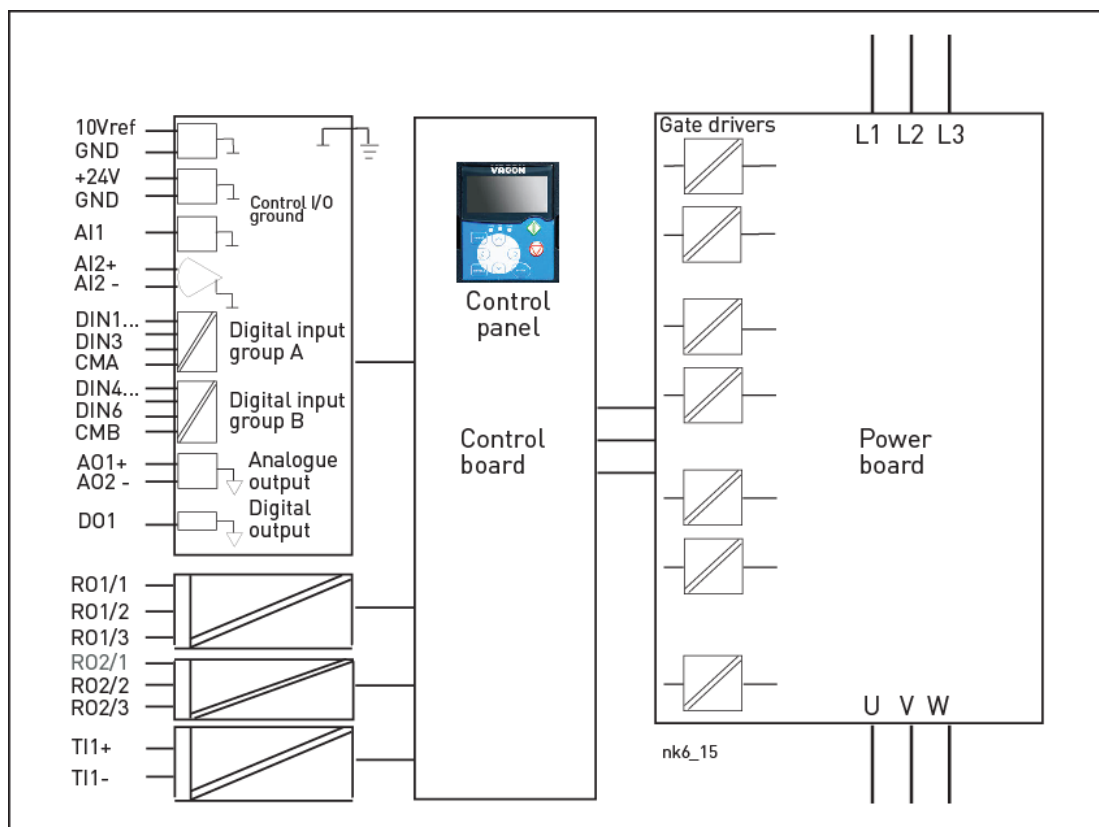 10Vref
GND
+24V
GND
AI1
AI2+
AI2 -
DIN1...
DIN3
CMA
DIN4...
DIN6
CMB
AO1+
AO2 -
DO1
RO1/1
RO1/2
RO1/3
RO2/1
RO2/2
RO2/3
TI1+
TI1-
Control I/O
ground
Digital input
group A
Digital input
group B
Analogue
output
Digital
output
VACON
Control
panel
Control
board
Gate drivers
L1 L2 L3
Power
board
U V W
nk6_15